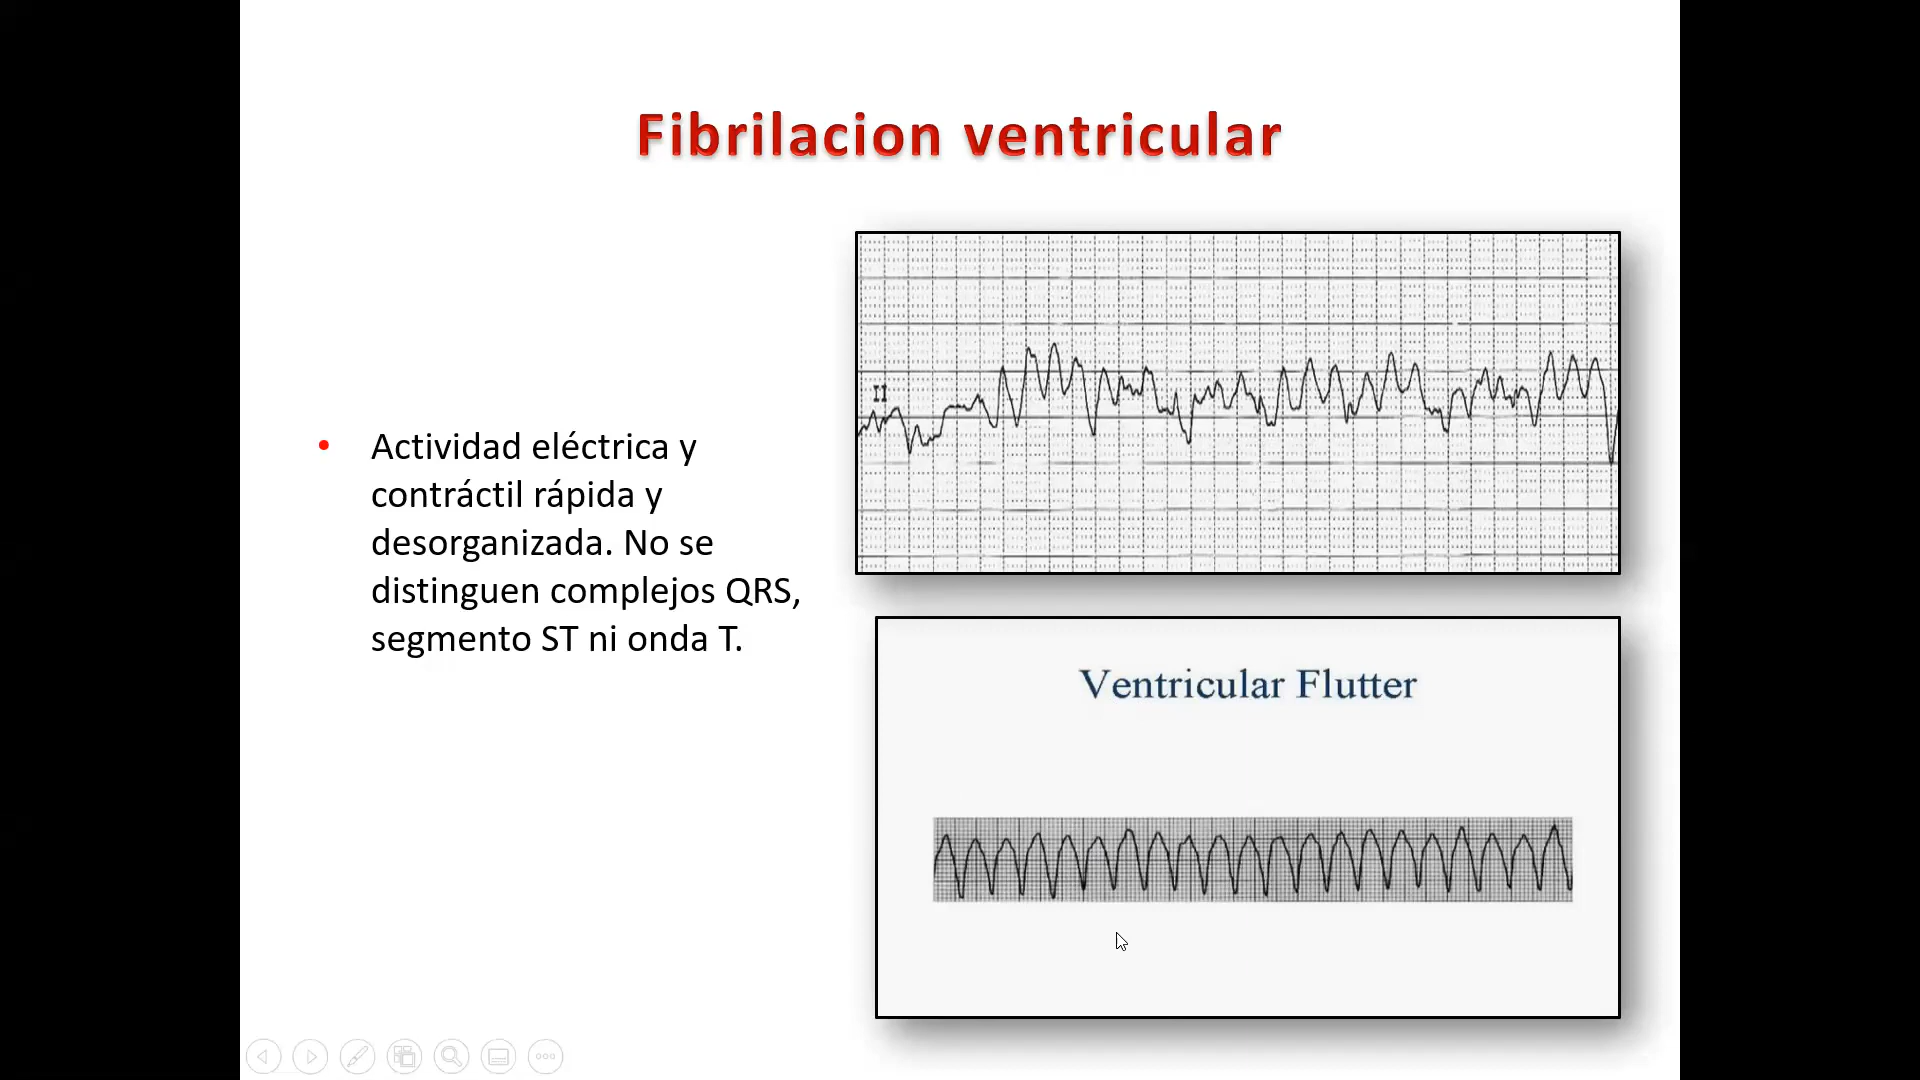 Fibrilacion ventricular
II
• Actividad eléctrica y
contráctil rápida y
desorganizada. No se
distinguen complejos QRS,
segmento ST ni onda T.
Ventricular Flutter